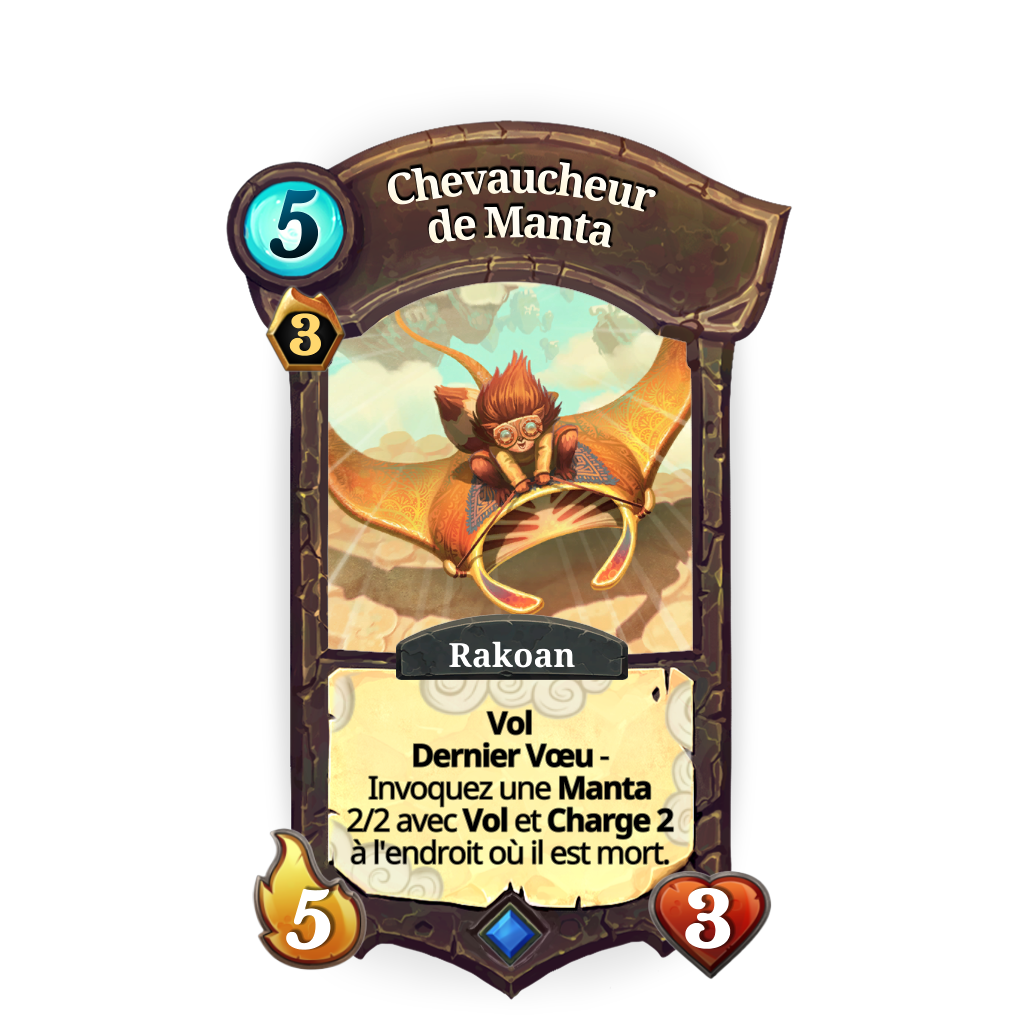 5
Chevaucheur
de Manta
3
Rakoan
Vol
Dernier Vœu -
Invoquez une Manta
2/2 avec Vol et Charge 2
à l'endroit où il est mort.
5
3